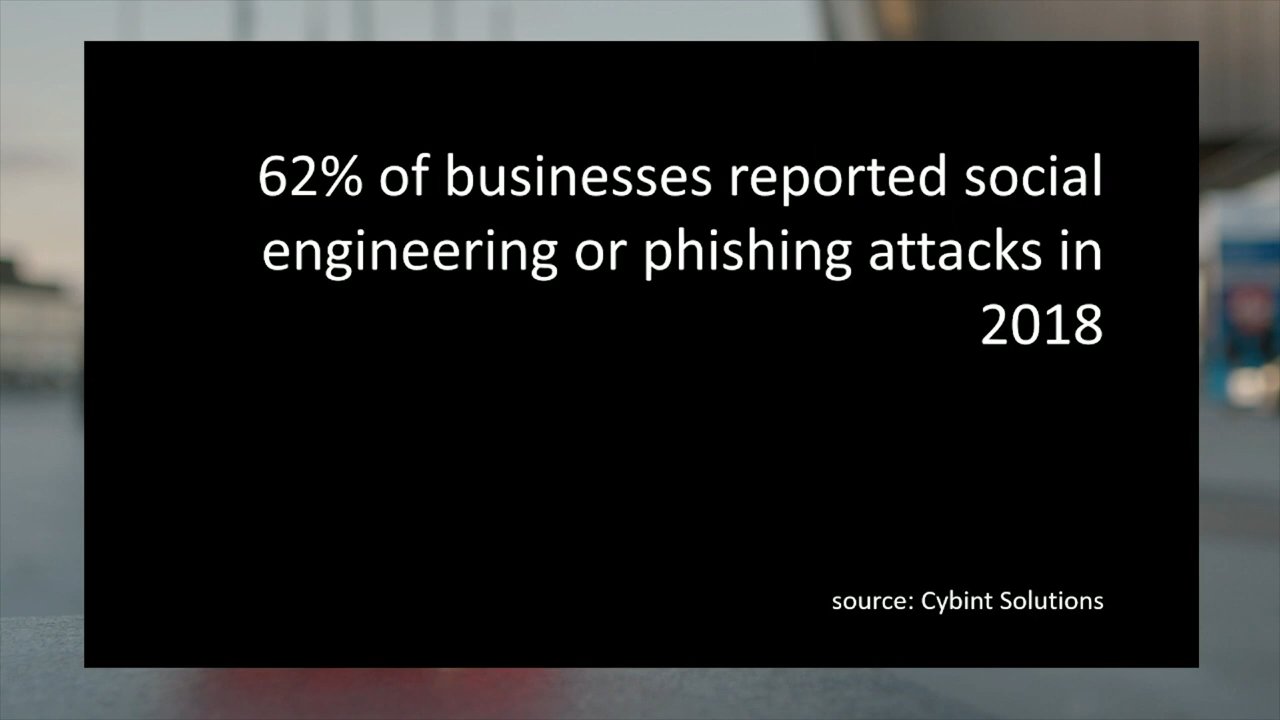 62% of businesses reported social
engineering or phishing attacks in
2018
source: Cybint Solutions